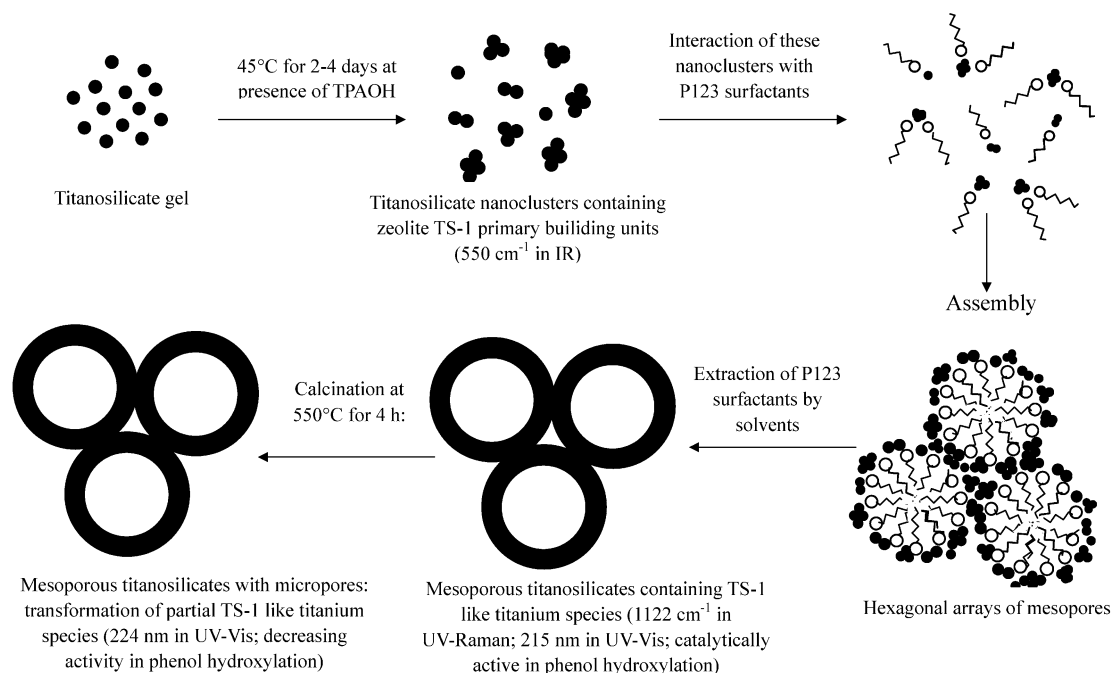 45°C for 2-4 days at
presence of TPAOH
Interaction of these
nanoclusters with
P123 surfactants
Titanosilicate gel
Titanosilicate nanoclusters containing
zeolite TS-1 primary builiding units
(550 cm⁻¹ in IR)
Assembly
Extraction of P123
surfactants by
solvents
Calcination at
550°C for 4 h:
Hexagonal arrays of mesopores
Mesoporous titanosilicates containing TS-1
like titanium species (1122 cm⁻¹ in
UV-Raman; 215 nm in UV-Vis; catalytically
active in phenol hydroxylation)
Mesoporous titanosilicates with micropores:
transformation of partial TS-1 like titanium
species (224 nm in UV-Vis; decreasing
activity in phenol hydroxylation)